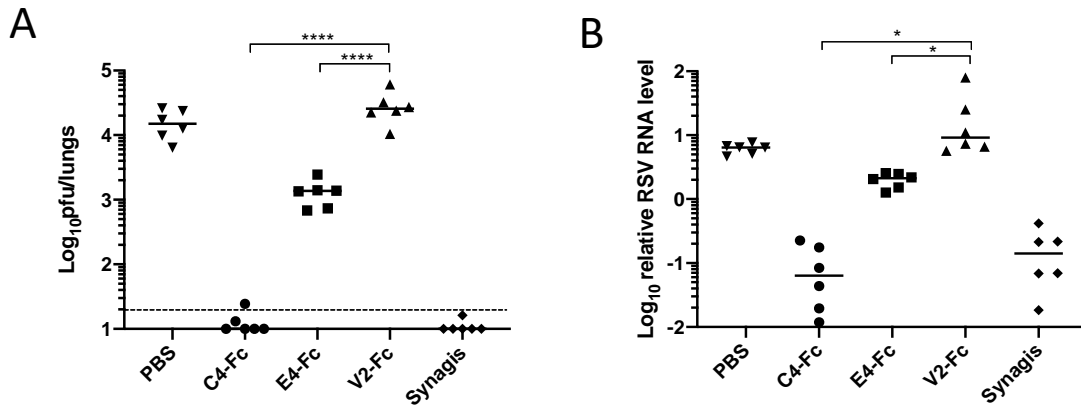 A
****
****
Log10pfu/lungs
5
4
3
2
1
PBS
C4-Fc
E4-Fc
V2-Fc
Synagis
B
*
*
Log10 relative RSV RNA level
2
1
0
-1
-2
PBS
C4-Fc
E4-Fc
V2-Fc
Synagis